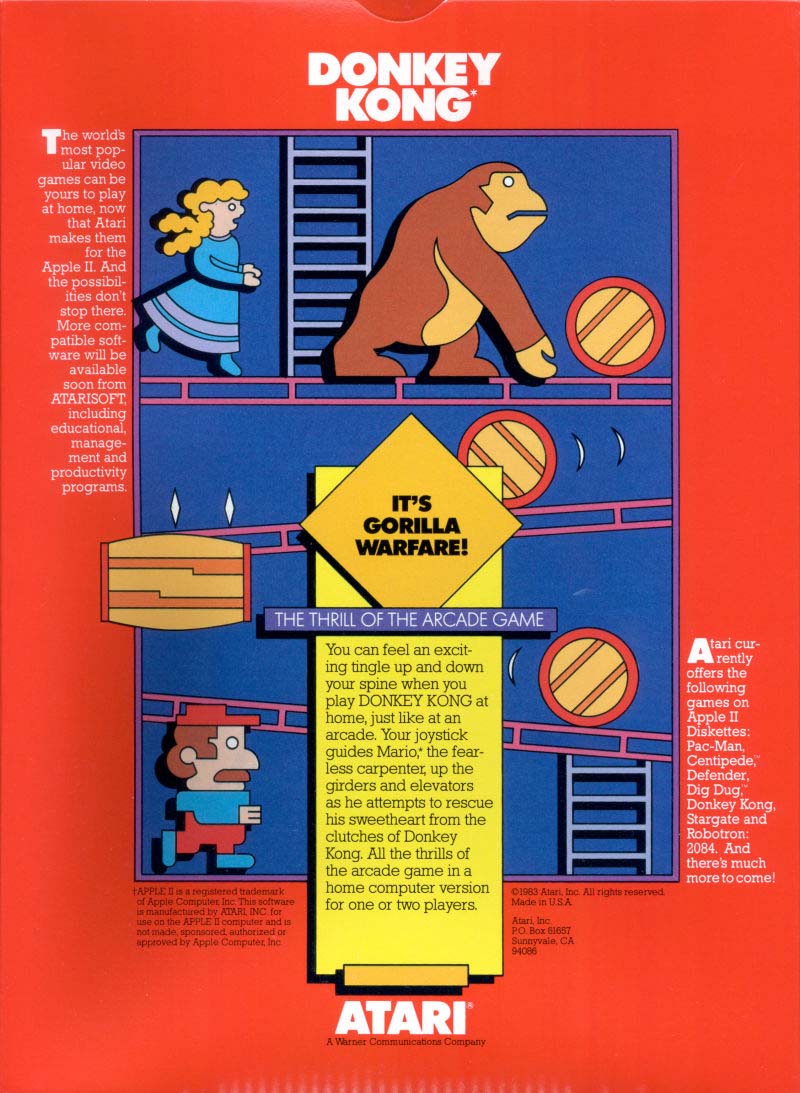 DONKEY
KONG*
The world's
most pop-
ular video
games can be
yours to play
at home, now
that Atari
makes them
for the
Apple II. And
the possibil-
ities don't
stop there.
More com-
patible soft-
ware will be
available
soon from
ATARISOFT,
including
educational,
manage-
ment and
productivity
programs.
IT'S
GORILLA
WARFARE!
THE THRILL OF THE ARCADE GAME
You can feel an excit-
ing tingle up and down
your spine when you
play DONKEY KONG at
home, just like at an
arcade. Your joystick
guides Mario,* the fear-
less carpenter, up the
girders and elevators
as he attempts to rescue
his sweetheart from the
clutches of Donkey
Kong. All the thrills of
the arcade game in a
home computer version
for one or two players.
Atari cur-
rently
offers the
following
games on
Apple II
Diskettes:
Pac-Man,
Centipede,™
Defender,
Dig Dug,™
Donkey Kong,
Stargate and
Robotron:
2084. And
there's much
more to come!
†APPLE II is a registered trademark
of Apple Computer, Inc. This software
is manufactured by ATARI, INC. for
use on the APPLE II computer and is
not made, sponsored, authorized or
approved by Apple Computer, Inc.
©1983 Atari, Inc. All rights reserved.
Made in U.S.A.
Atari, Inc.
P.O. Box 61657
Sunnyvale, CA
94086
ATARI®
A Warner Communications Company